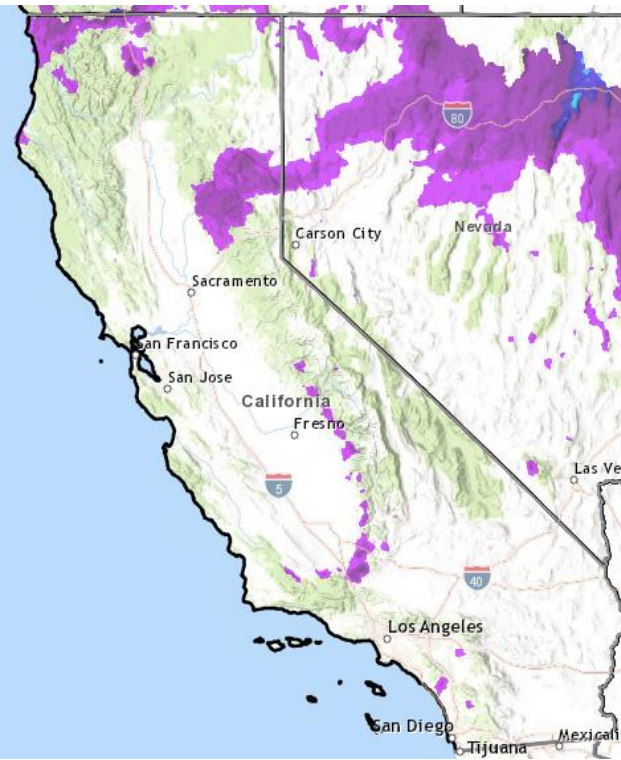 80
Nevada
Carson City
Sacramento
San Francisco
San Jose
California
Fresno
Las Ve
5
40
Los Angeles
San Diego
Tijuana
Mexicali